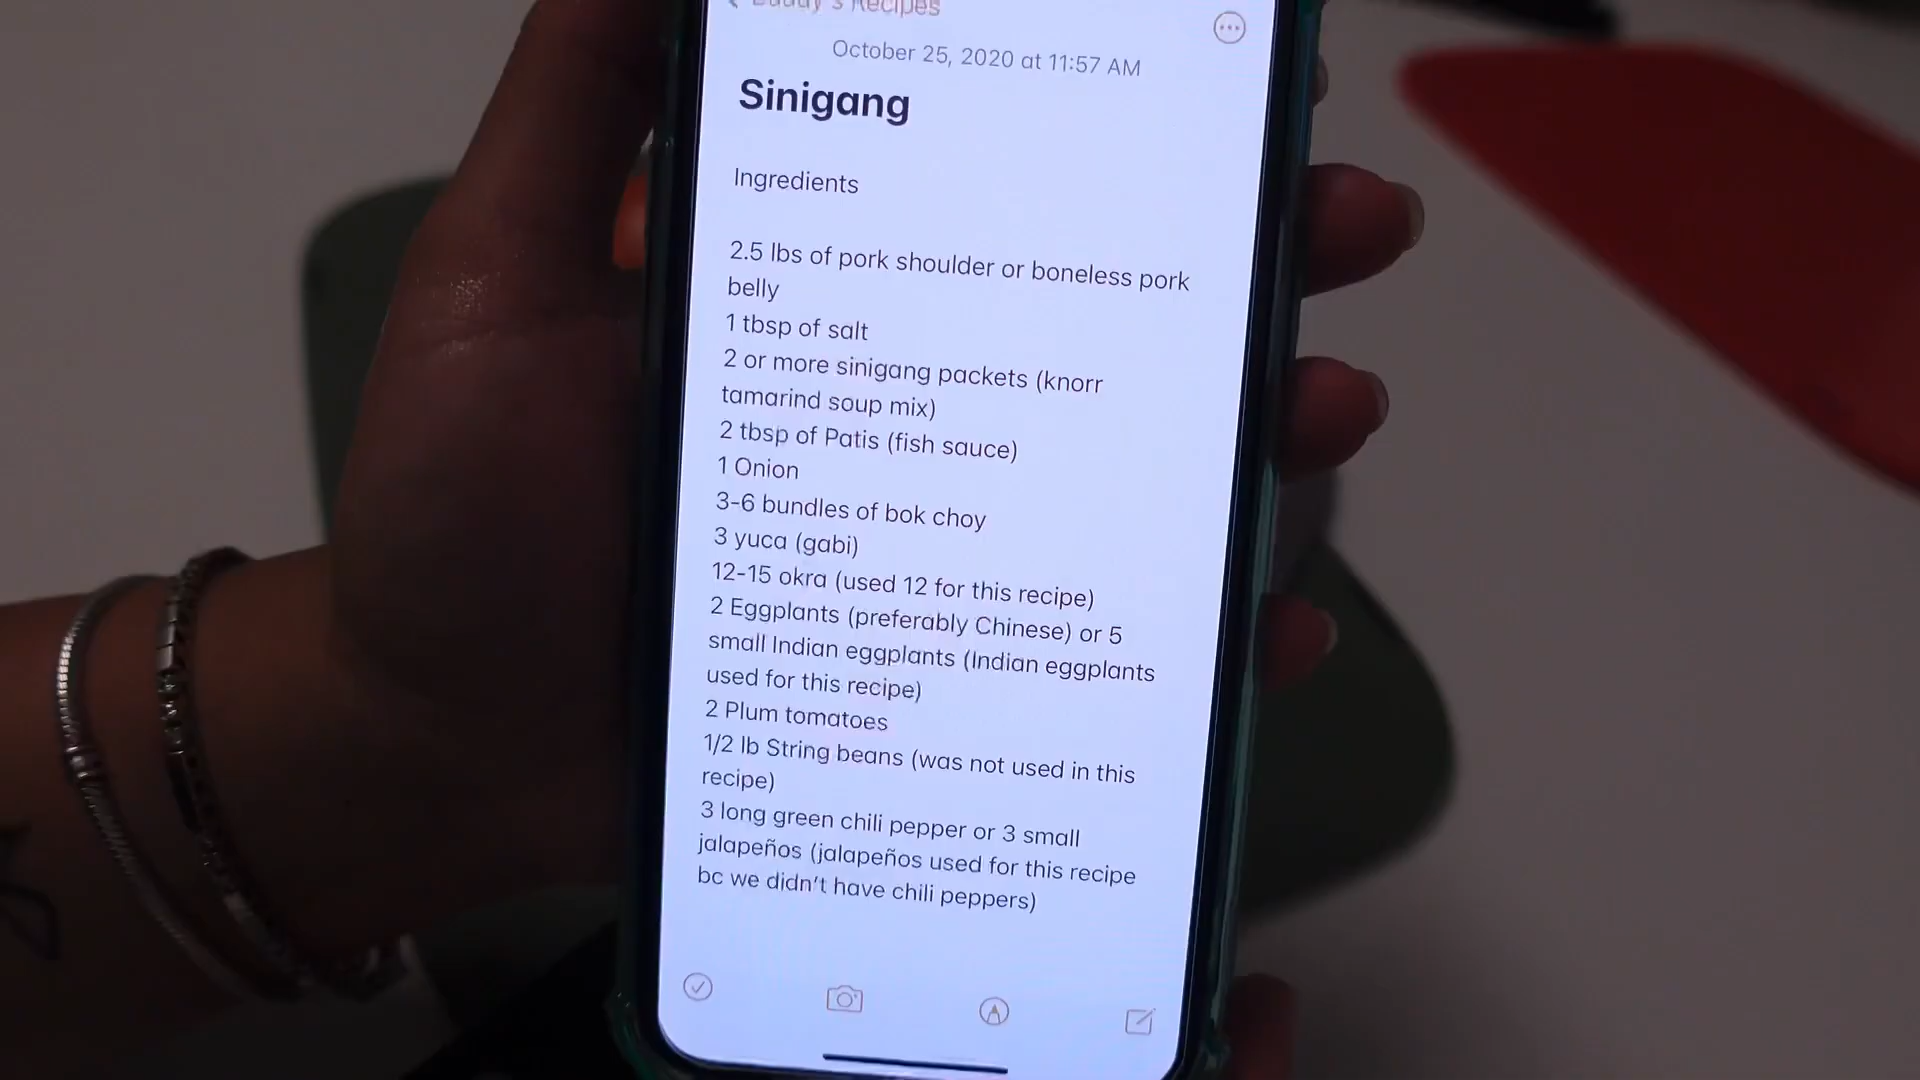 Daddy's Recipes
October 25, 2020 at 11:57 AM
Sinigang
Ingredients
2.5 lbs of pork shoulder or boneless pork
belly
1 tbsp of salt
2 or more sinigang packets (knorr
tamarind soup mix)
2 tbsp of Patis (fish sauce)
1 Onion
3-6 bundles of bok choy
3 yuca (gabi)
12-15 okra (used 12 for this recipe)
2 Eggplants (preferably Chinese) or 5
small Indian eggplants (Indian eggplants
used for this recipe)
2 Plum tomatoes
1/2 lb String beans (was not used in this
recipe)
3 long green chili pepper or 3 small
jalapeños (jalapeños used for this recipe
bc we didn't have chili peppers)